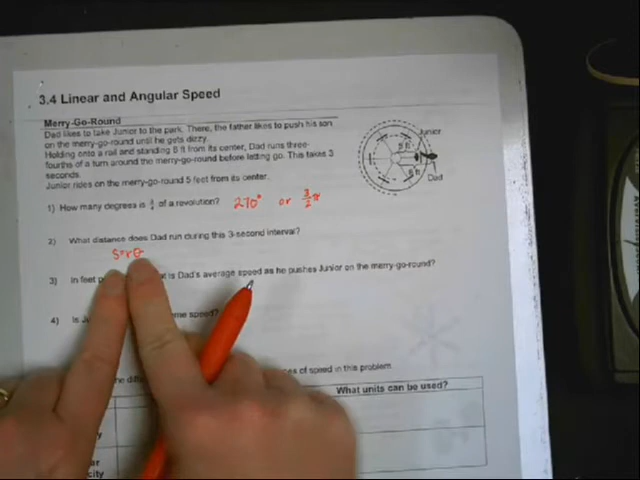 3.4 Linear and Angular Speed
Merry-Go-Round
Dad likes to take Junior to the park. There, the father likes to push his son
on the merry-go-round until he gets dizzy.
Holding onto a rail and standing 6 ft from its center, Dad runs three-
fourths of a turn around the merry-go-round before letting go. This takes 3
seconds.
Junior rides on the merry-go-round 5 feet from its center.
Junior
5 ft
6 ft
Dad
1) How many degrees is 3/4 of a revolution? 270° or 3/2 π
2) What distance does Dad run during this 3-second interval?
S=rθ
3) In feet is Dad's average speed as he pushes Junior on the merry-go-round?
4) Is speed?
of speed in this problem
What units can be used?